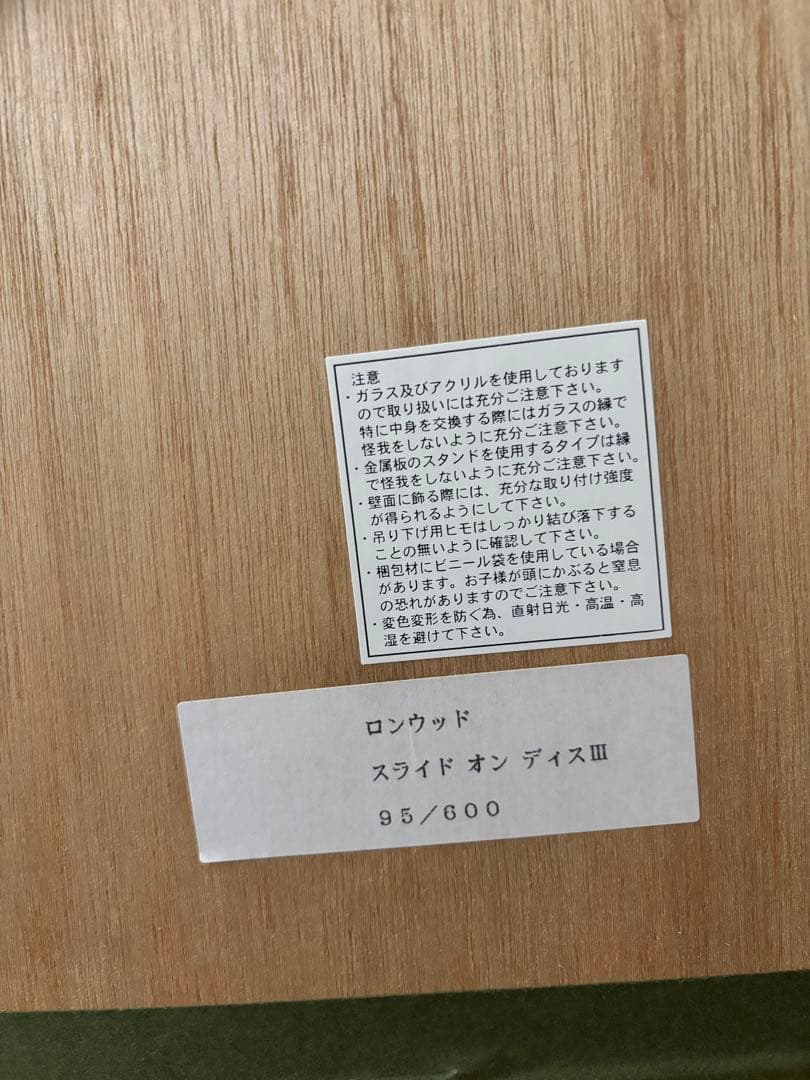 注意
・ガラス及びアクリルを使用しております
ので取り扱いには充分ご注意下さい。
特に中身を交換する際にはガラスの縁で
怪我をしないように充分ご注意下さい。
・金属板のスタンドを使用するタイプは縁
で怪我をしないように充分ご注意下さい。
・壁面に飾る際には、充分な取り付け強度
が得られるようにして下さい。
・吊り下げ用ヒモはしっかり結び落下する
ことの無いように確認して下さい。
・梱包材にビニール袋を使用している場合
があります。お子様が頭にかぶると窒息
の恐れがありますのでご注意下さい。
・変色変形を防ぐ為、直射日光・高温・高
湿を避けて下さい。
ロンウッド
スライド オン ディスⅢ
９５／６００